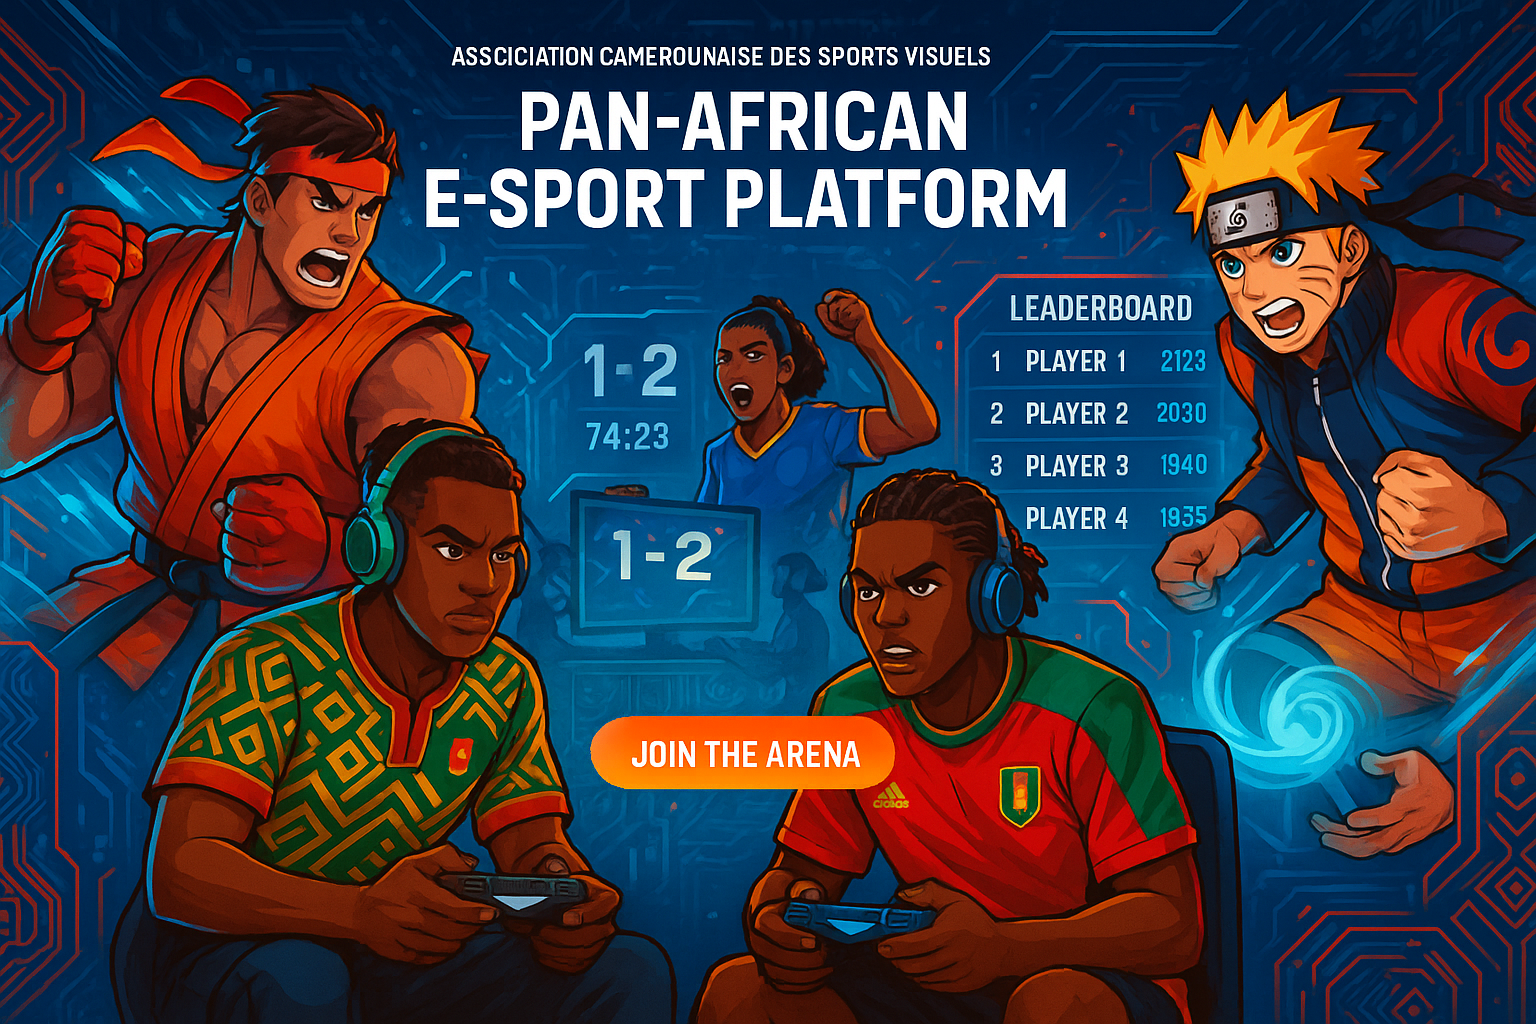 ASSCICIATION CAMEROUNAISE DES SPORTS VISUELS
PAN-AFRICAN
E-SPORT PLATFORM
1-2
74:23
LEADERBOARD
1 PLAYER 1 2123
2 PLAYER 2 2030
3 PLAYER 3 1940
PLAYER 4 1935
1-2
JOIN THE ARENA